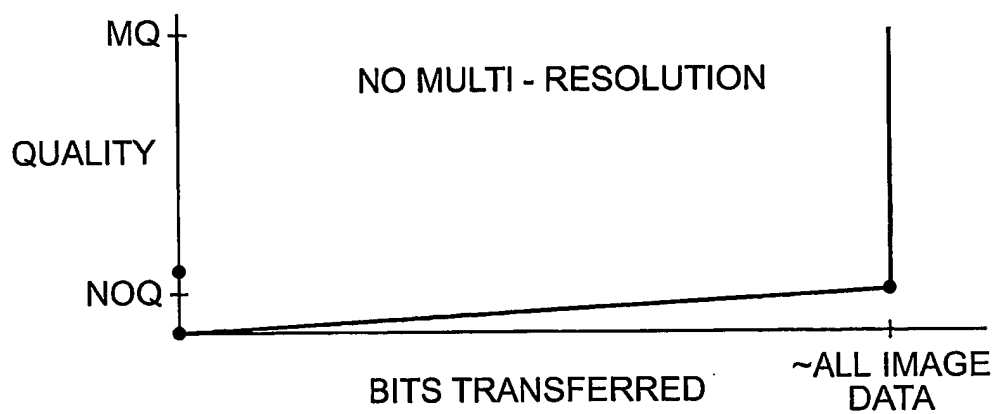 MQ
NO MULTI - RESOLUTION
QUALITY
NOQ
~ALL IMAGE
DATA
BITS TRANSFERRED